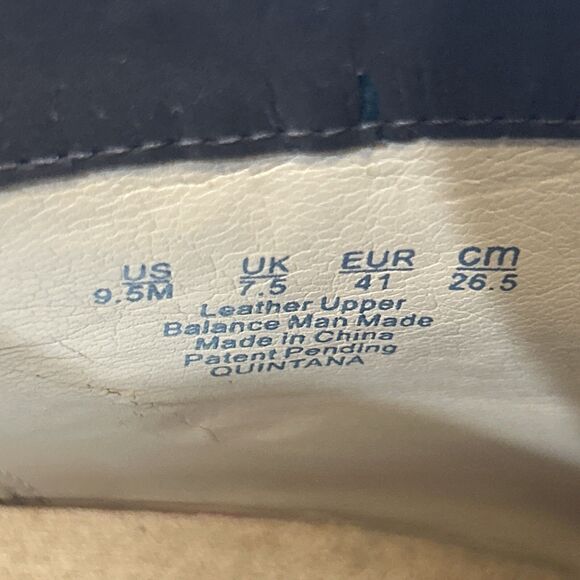 US UK EUR cm
9.5M 7.5 41 26.5
Leather Upper
Balance Man Made
Made in China
Patent Pending
QUINTANA